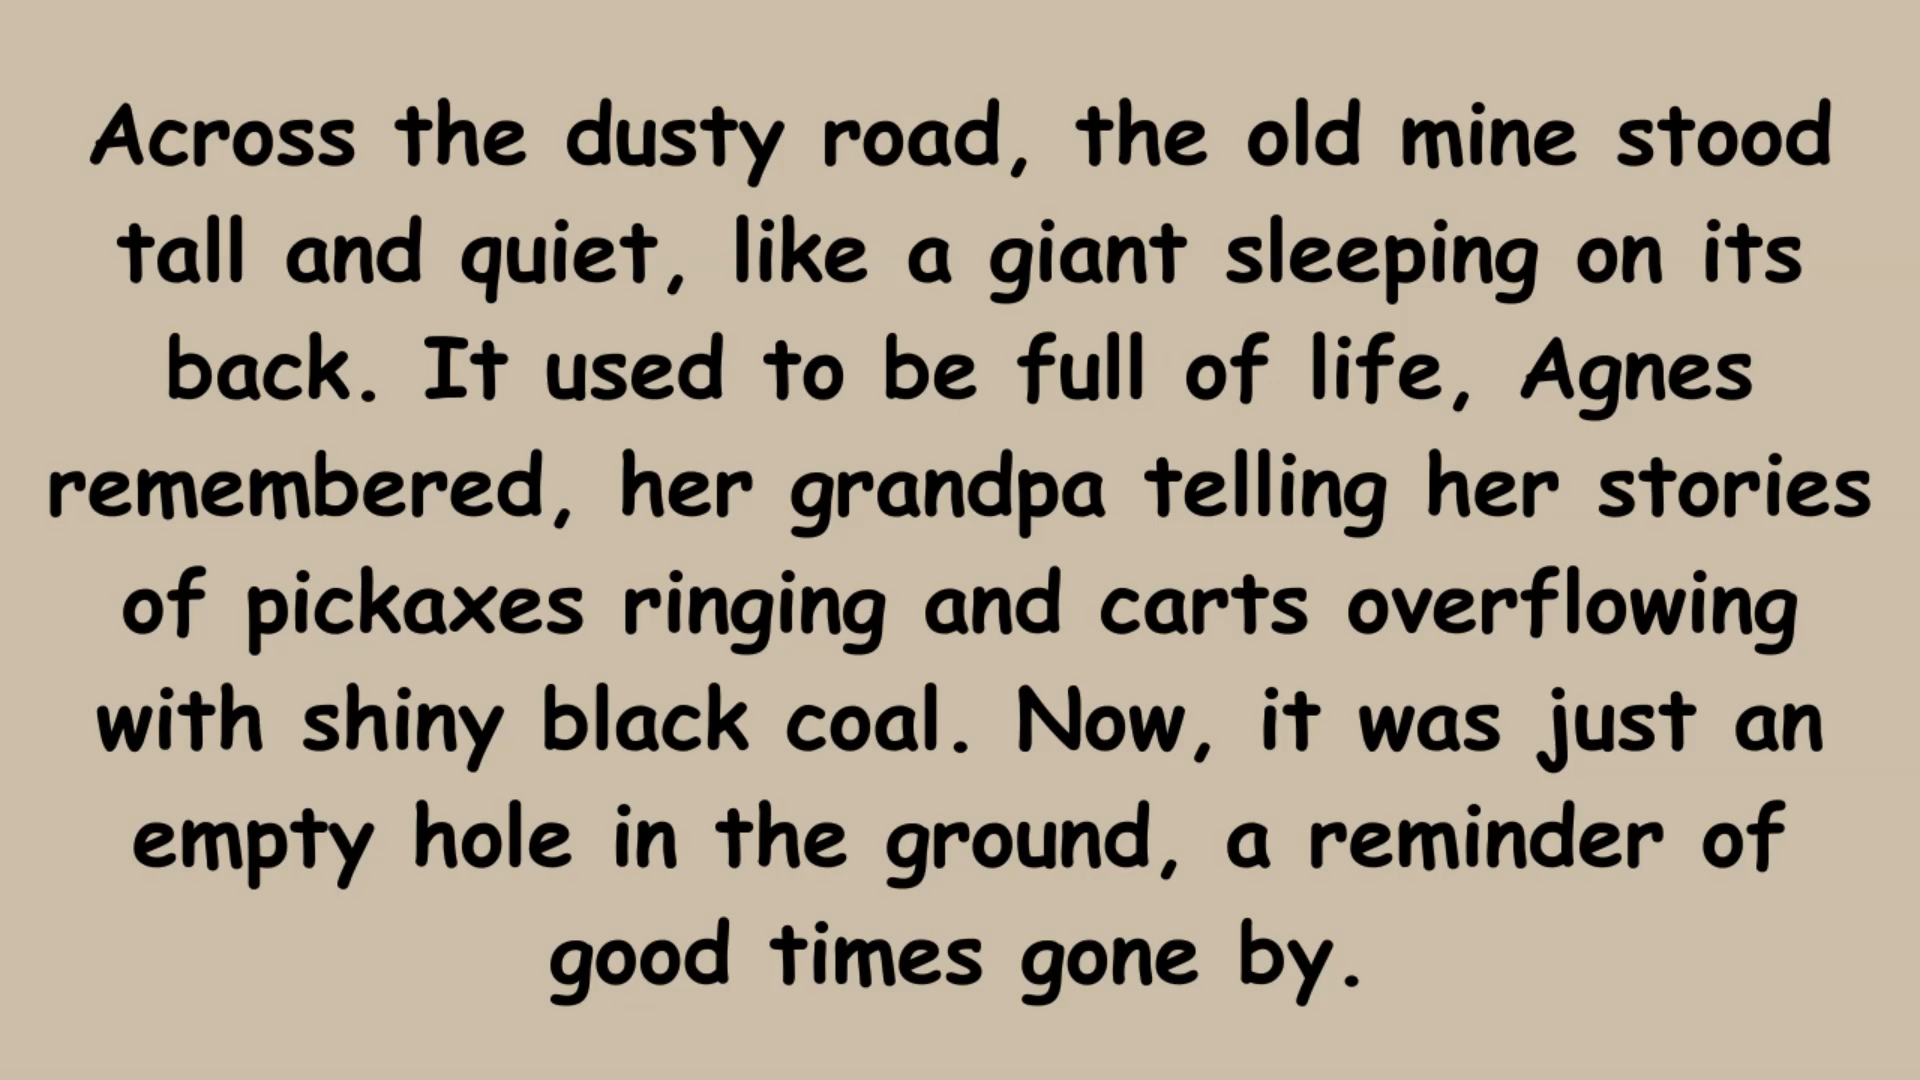 Across the dusty road, the old mine stood
tall and quiet, like a giant sleeping on its
back. It used to be full of life, Agnes
remembered, her grandpa telling her stories
of pickaxes ringing and carts overflowing
with shiny black coal. Now, it was just an
empty hole in the ground, a reminder of
good times gone by.